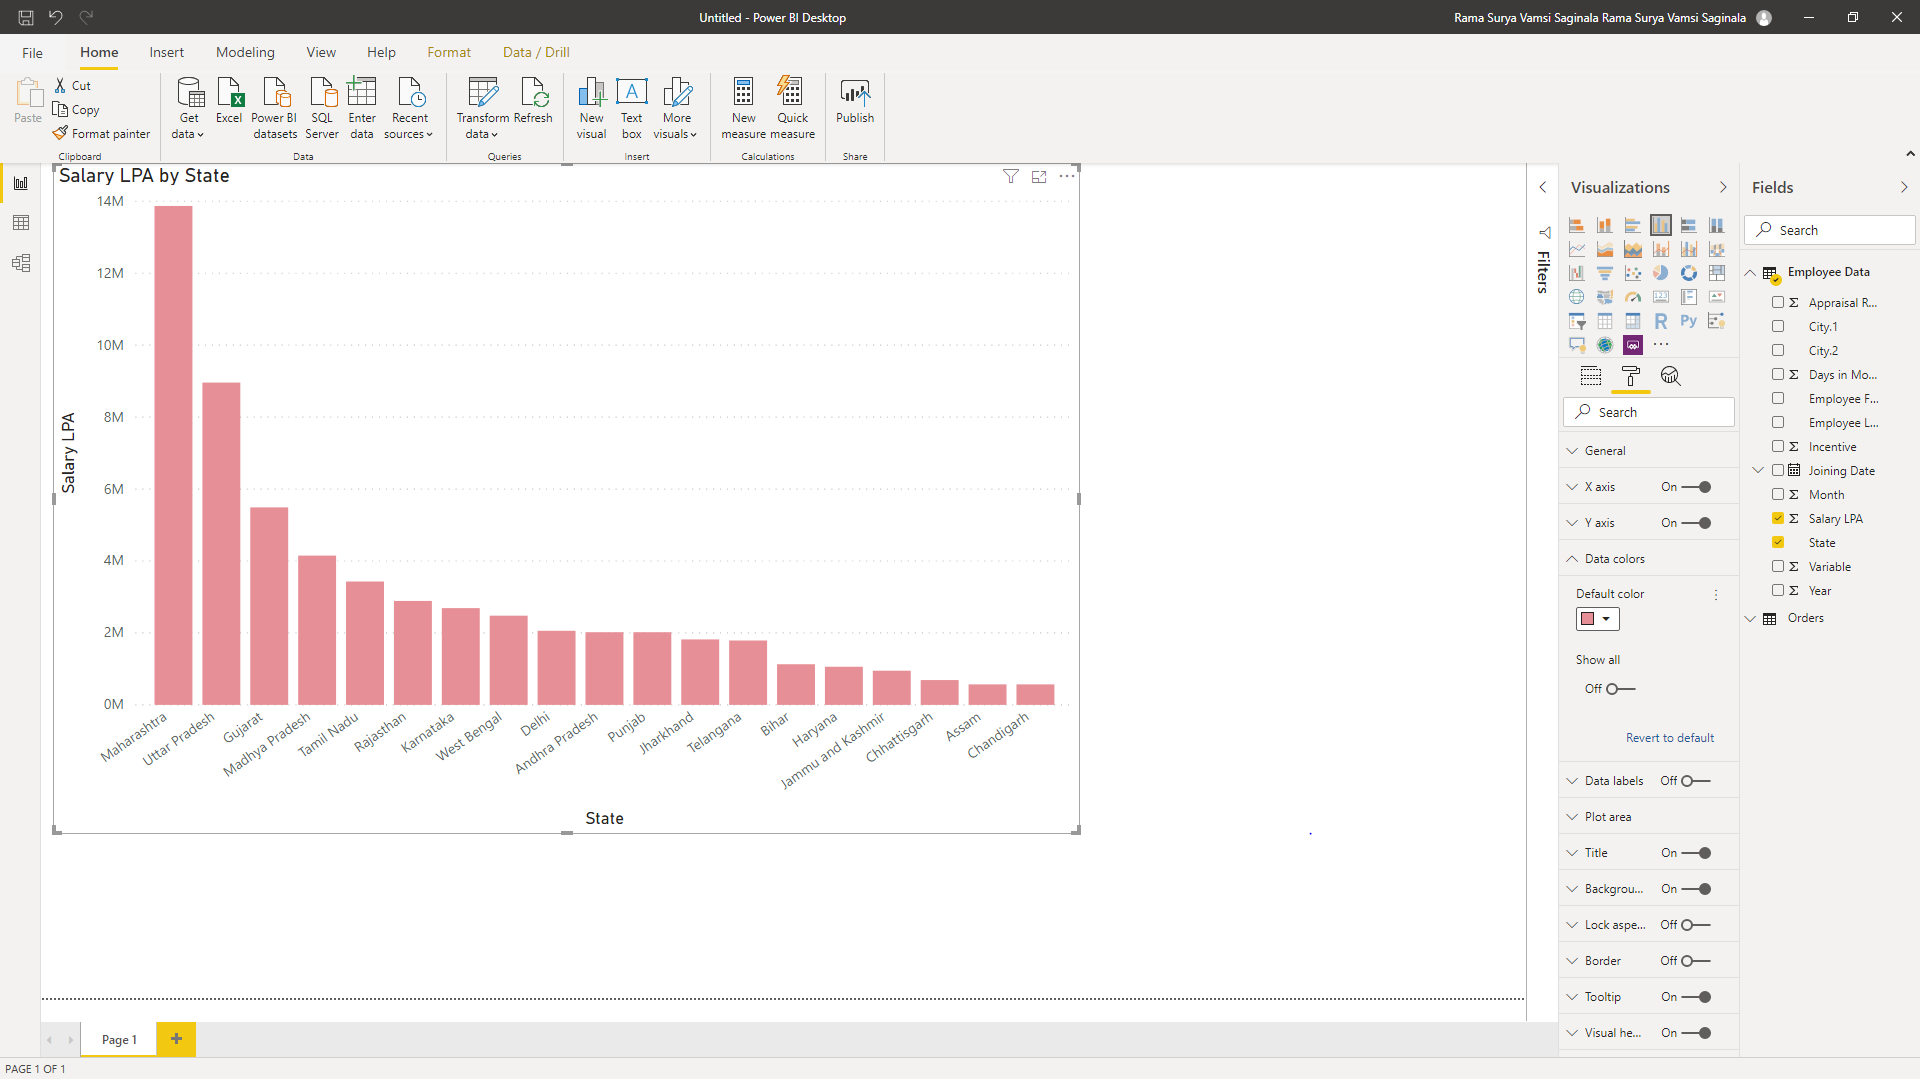 Untitled - Power BI Desktop
Rama Surya Vamsi Saginala Rama Surya Vamsi Saginala
File Home Insert Modeling View Help Format Data / Drill
Paste
Cut
Copy
Format painter
Clipboard
Get data
Excel
Power BI datasets
SQL Server
Enter data
Recent sources
Data
Transform data
Refresh
Queries
New visual
Text box
More visuals
Insert
New measure
Quick measure
Calculations
Publish
Share
Salary LPA by State
14M
12M
10M
8M
6M
4M
2M
0M
Salary LPA
Maharashtra
Uttar Pradesh
Gujarat
Madhya Pradesh
Tamil Nadu
Rajasthan
Karnataka
West Bengal
Delhi
Andhra Pradesh
Punjab
Jharkhand
Telangana
Bihar
Haryana
Jammu and Kashmir
Chhattisgarh
Assam
Chandigarh
State
Filters
Visualizations
123
R
Py
Search
General
X axis On
Y axis On
Data colors
Default color
Show all
Off
Revert to default
Data labels Off
Plot area
Title On
Backgrou... On
Lock aspe... Off
Border Off
Tooltip On
Visual he... On
Fields
Search
Employee Data
Appraisal R...
City.1
City.2
Days in Mo...
Employee F...
Employee L...
Incentive
Joining Date
Month
Salary LPA
State
Variable
Year
Orders
Page 1
PAGE 1 OF 1